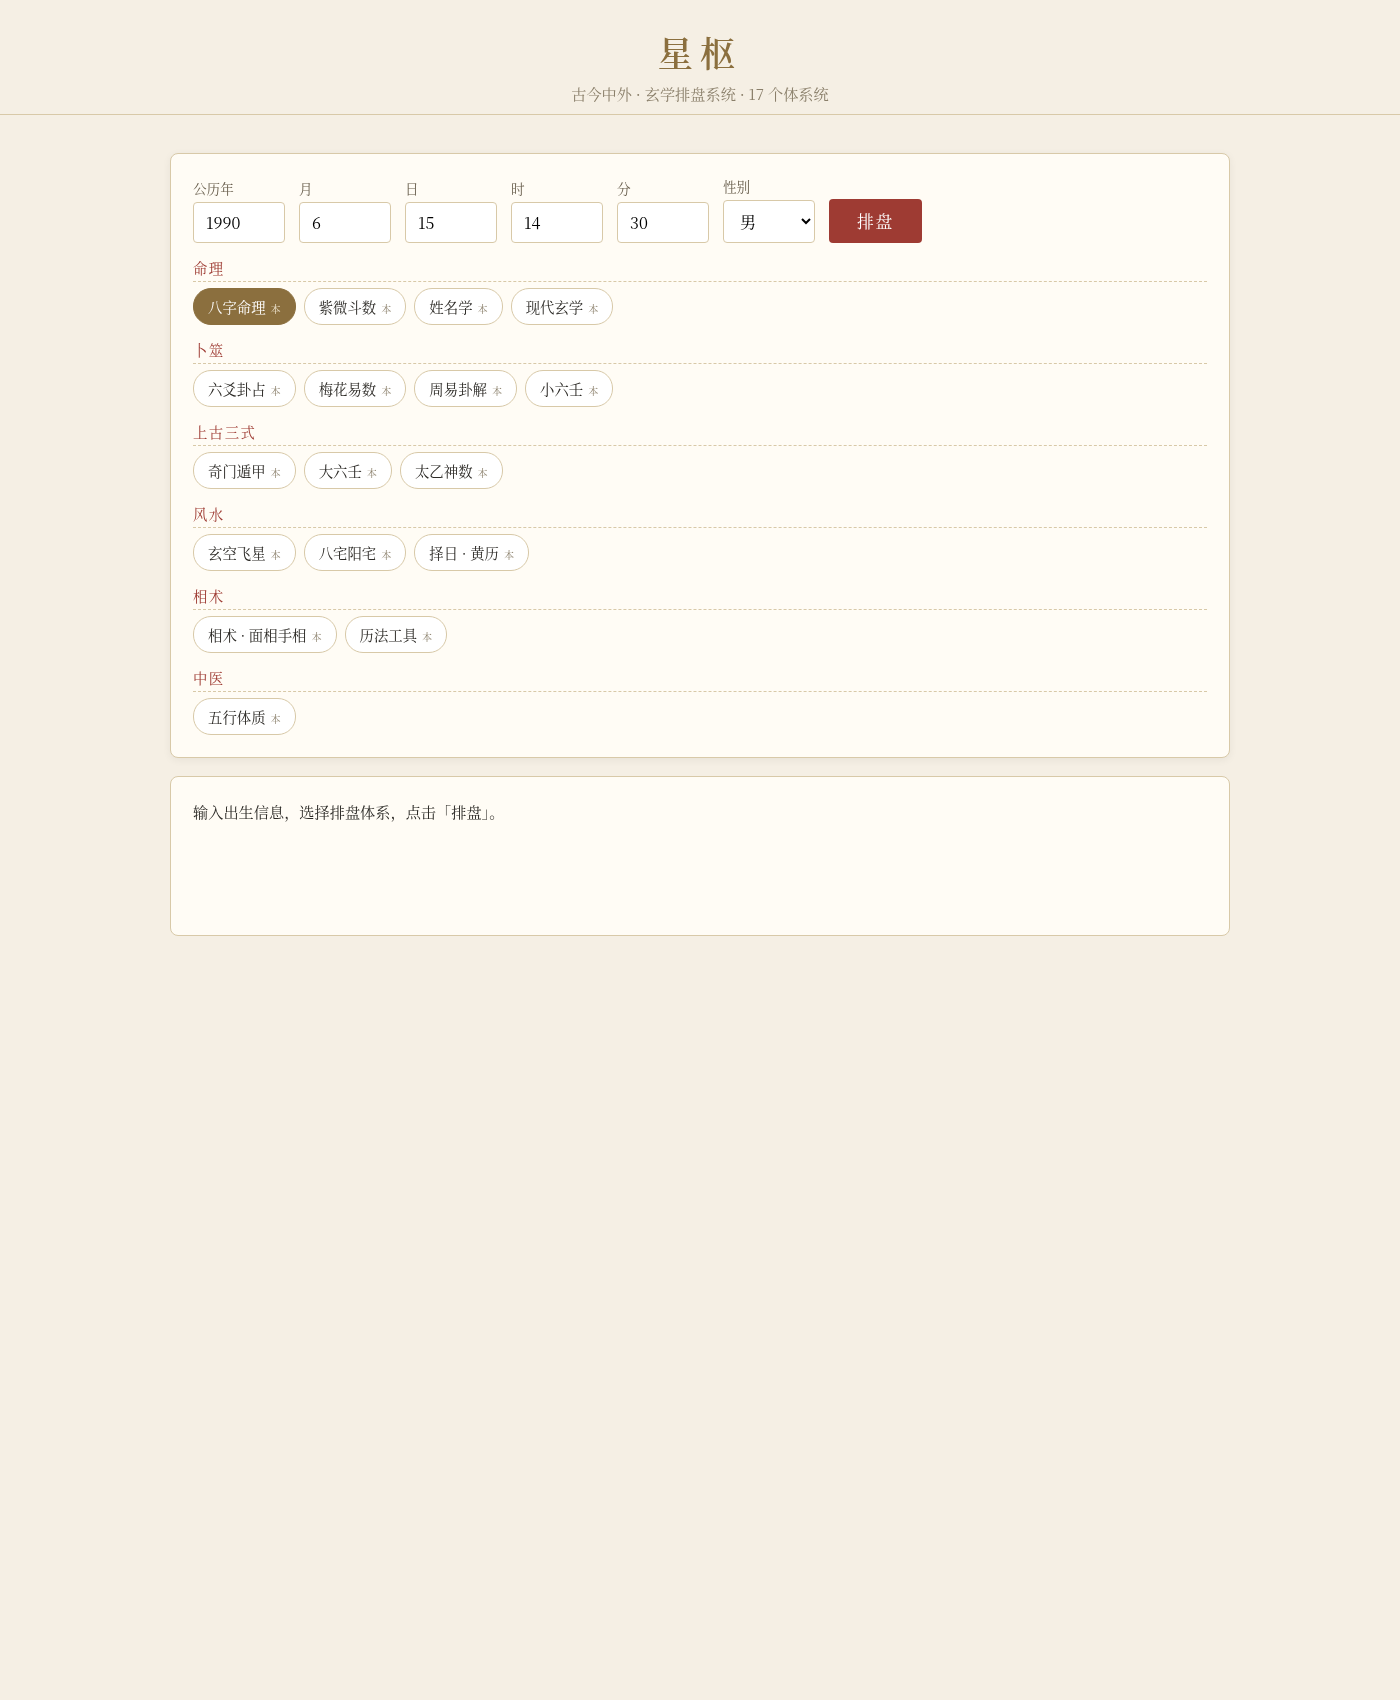 星枢
古今中外 · 玄学排盘系统 · 17 个体系统
公历年 月 日 时 分 性别
1990 6 15 14 30 男 排盘
命理
八字命理 本 紫微斗数 本 姓名学 本 现代玄学 本
卜筮
六爻卦占 本 梅花易数 本 周易卦解 本 小六壬 本
上古三式
奇门遁甲 本 大六壬 本 太乙神数 本
风水
玄空飞星 本 八宅阳宅 本 择日 · 黄历 本
相术
相术 · 面相手相 本 历法工具 本
中医
五行体质 本
输入出生信息，选择排盘体系，点击「排盘」。